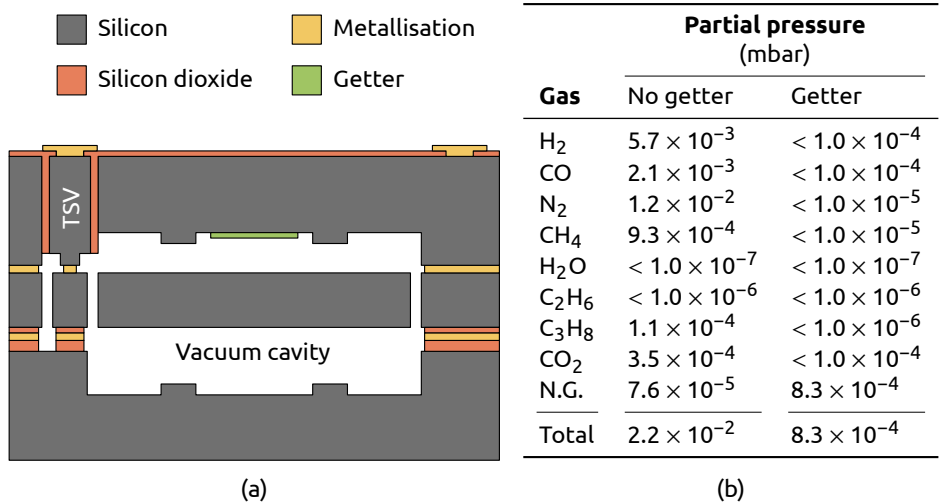 Silicon
Metallisation
Silicon dioxide
Getter
TSV
Vacuum cavity
(a)
Partial pressure
(mbar)
Gas No getter Getter
H₂ 5.7 × 10⁻³ < 1.0 × 10⁻⁴
CO 2.1 × 10⁻³ < 1.0 × 10⁻⁴
N₂ 1.2 × 10⁻² < 1.0 × 10⁻⁵
CH₄ 9.3 × 10⁻⁴ < 1.0 × 10⁻⁵
H₂O < 1.0 × 10⁻⁷ < 1.0 × 10⁻⁷
C₂H₆ < 1.0 × 10⁻⁶ < 1.0 × 10⁻⁶
C₃H₈ 1.1 × 10⁻⁴ < 1.0 × 10⁻⁶
CO₂ 3.5 × 10⁻⁴ < 1.0 × 10⁻⁴
N.G. 7.6 × 10⁻⁵ 8.3 × 10⁻⁴
Total 2.2 × 10⁻² 8.3 × 10⁻⁴
(b)